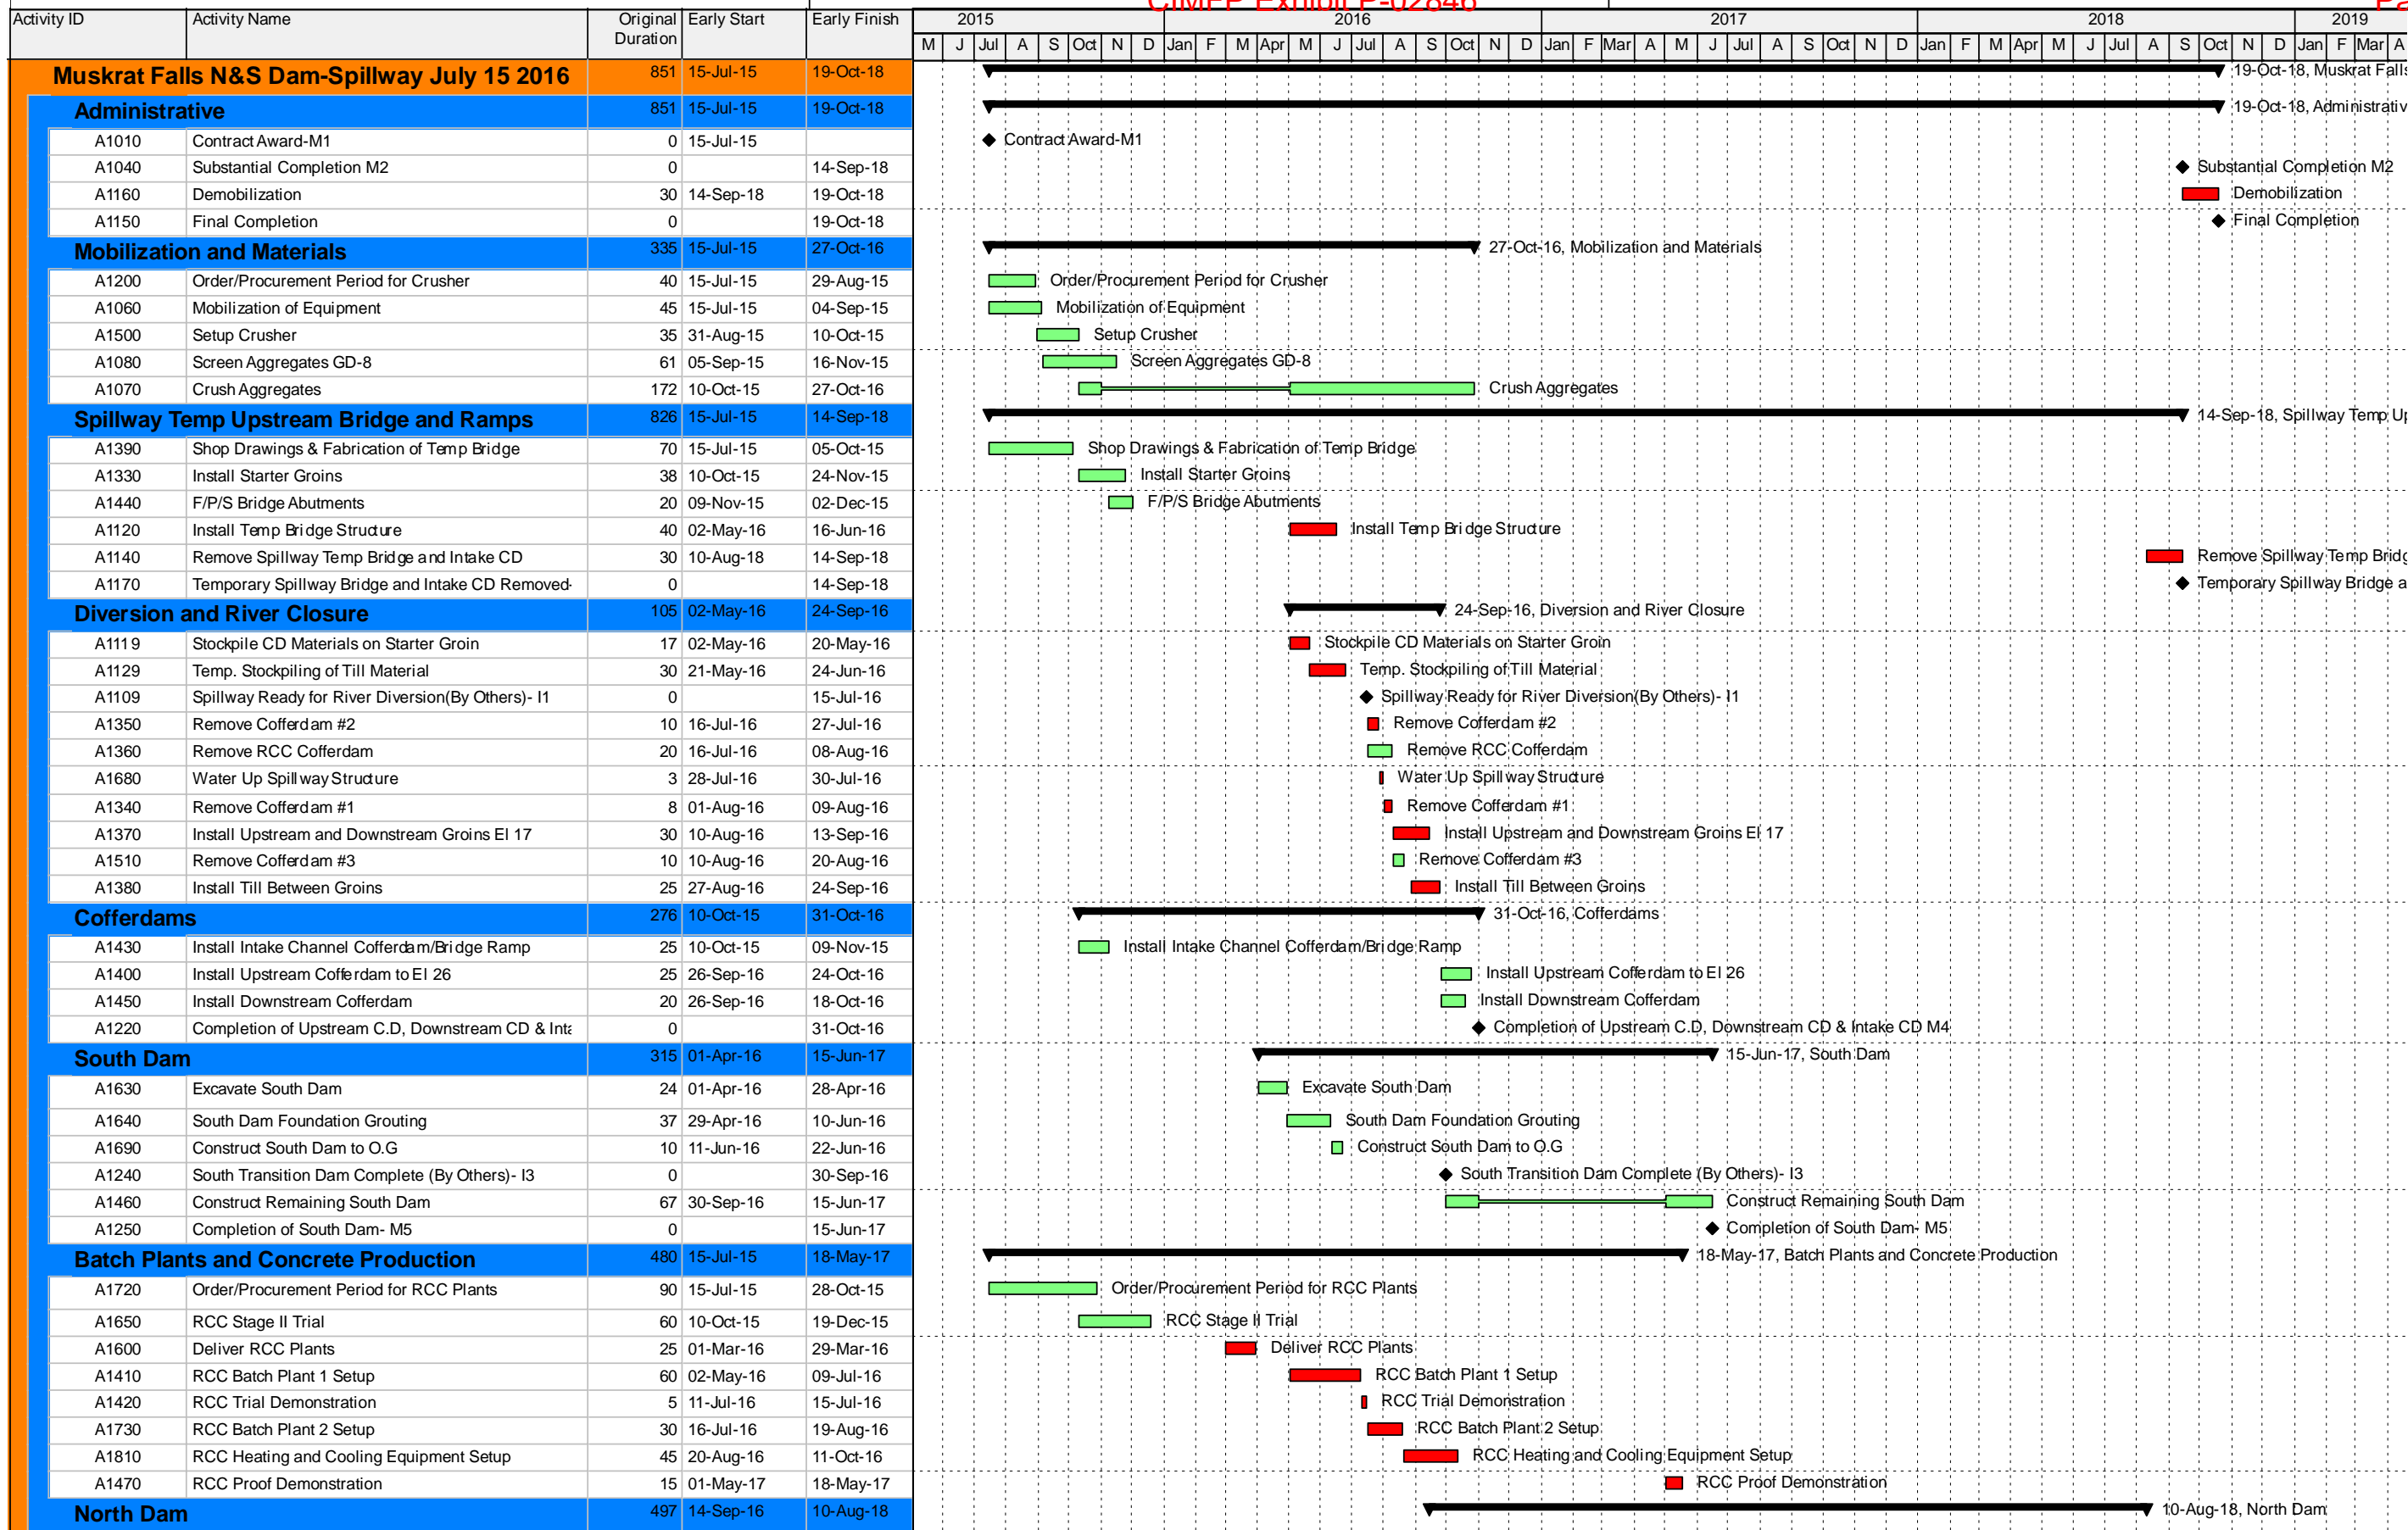 CIMFP Exhibit P-02846
Pa
Activity ID Activity Name Original Duration Early Start Early Finish 2015 2016 2017 2018 2019
M J Jul A S Oct N D Jan F M Apr M J Jul A S Oct N D Jan F Mar A M J Jul A S Oct N D Jan F M Apr M J Jul A S Oct N D Jan F Mar A
Muskrat Falls N&S Dam-Spillway July 15 2016 851 15-Jul-15 19-Oct-18 19-Oct-18, Muskrat Falls
Administrative 851 15-Jul-15 19-Oct-18 19-Oct-18, Administrativ
A1010 Contract Award-M1 0 15-Jul-15 Contract Award-M1
A1040 Substantial Completion M2 0 14-Sep-18 Substantial Completion M2
A1160 Demobilization 30 14-Sep-18 19-Oct-18 Demobilization
A1150 Final Completion 0 19-Oct-18 Final Completion
Mobilization and Materials 335 15-Jul-15 27-Oct-16 27-Oct-16, Mobilization and Materials
A1200 Order/Procurement Period for Crusher 40 15-Jul-15 29-Aug-15 Order/Procurement Period for Crusher
A1060 Mobilization of Equipment 45 15-Jul-15 04-Sep-15 Mobilization of Equipment
A1500 Setup Crusher 35 31-Aug-15 10-Oct-15 Setup Crusher
A1080 Screen Aggregates GD-8 61 05-Sep-15 16-Nov-15 Screen Aggregates GD-8
A1070 Crush Aggregates 172 10-Oct-15 27-Oct-16 Crush Aggregates
Spillway Temp Upstream Bridge and Ramps 826 15-Jul-15 14-Sep-18 14-Sep-18, Spillway Temp Up
A1390 Shop Drawings & Fabrication of Temp Bridge 70 15-Jul-15 05-Oct-15 Shop Drawings & Fabrication of Temp Bridge
A1330 Install Starter Groins 38 10-Oct-15 24-Nov-15 Install Starter Groins
A1440 F/P/S Bridge Abutments 20 09-Nov-15 02-Dec-15 F/P/S Bridge Abutments
A1120 Install Temp Bridge Structure 40 02-May-16 16-Jun-16 Install Temp Bridge Structure
A1140 Remove Spillway Temp Bridge and Intake CD 30 10-Aug-18 14-Sep-18 Remove Spillway Temp Bridg
A1170 Temporary Spillway Bridge and Intake CD Removed- 0 14-Sep-18 Temporary Spillway Bridge a
Diversion and River Closure 105 02-May-16 24-Sep-16 24-Sep-16, Diversion and River Closure
A1119 Stockpile CD Materials on Starter Groin 17 02-May-16 20-May-16 Stockpile CD Materials on Starter Groin
A1129 Temp. Stockpiling of Till Material 30 21-May-16 24-Jun-16 Temp. Stockpiling of Till Material
A1109 Spillway Ready for River Diversion(By Others)- I1 0 15-Jul-16 Spillway Ready for River Diversion(By Others)- I1
A1350 Remove Cofferdam #2 10 16-Jul-16 27-Jul-16 Remove Cofferdam #2
A1360 Remove RCC Cofferdam 20 16-Jul-16 08-Aug-16 Remove RCC Cofferdam
A1680 Water Up Spillway Structure 3 28-Jul-16 30-Jul-16 Water Up Spillway Structure
A1340 Remove Cofferdam #1 8 01-Aug-16 09-Aug-16 Remove Cofferdam #1
A1370 Install Upstream and Downstream Groins El 17 30 10-Aug-16 13-Sep-16 Install Upstream and Downstream Groins El 17
A1510 Remove Cofferdam #3 10 10-Aug-16 20-Aug-16 Remove Cofferdam #3
A1380 Install Till Between Groins 25 27-Aug-16 24-Sep-16 Install Till Between Groins
Cofferdams 276 10-Oct-15 31-Oct-16 31-Oct-16, Cofferdams
A1430 Install Intake Channel Cofferdam/Bridge Ramp 25 10-Oct-15 09-Nov-15 Install Intake Channel Cofferdam/Bridge Ramp
A1400 Install Upstream Cofferdam to El 26 25 26-Sep-16 24-Oct-16 Install Upstream Cofferdam to El 26
A1450 Install Downstream Cofferdam 20 26-Sep-16 18-Oct-16 Install Downstream Cofferdam
A1220 Completion of Upstream C.D, Downstream CD & Inta 0 31-Oct-16 Completion of Upstream C.D, Downstream CD & Intake CD M4
South Dam 315 01-Apr-16 15-Jun-17 15-Jun-17, South Dam
A1630 Excavate South Dam 24 01-Apr-16 28-Apr-16 Excavate South Dam
A1640 South Dam Foundation Grouting 37 29-Apr-16 10-Jun-16 South Dam Foundation Grouting
A1690 Construct South Dam to O.G 10 11-Jun-16 22-Jun-16 Construct South Dam to O.G
A1240 South Transition Dam Complete (By Others)- I3 0 30-Sep-16 South Transition Dam Complete (By Others)- I3
A1460 Construct Remaining South Dam 67 30-Sep-16 15-Jun-17 Construct Remaining South Dam
A1250 Completion of South Dam- M5 0 15-Jun-17 Completion of South Dam- M5
Batch Plants and Concrete Production 480 15-Jul-15 18-May-17 18-May-17, Batch Plants and Concrete Production
A1720 Order/Procurement Period for RCC Plants 90 15-Jul-15 28-Oct-15 Order/Procurement Period for RCC Plants
A1650 RCC Stage II Trial 60 10-Oct-15 19-Dec-15 RCC Stage II Trial
A1600 Deliver RCC Plants 25 01-Mar-16 29-Mar-16 Deliver RCC Plants
A1410 RCC Batch Plant 1 Setup 60 02-May-16 09-Jul-16 RCC Batch Plant 1 Setup
A1420 RCC Trial Demonstration 5 11-Jul-16 15-Jul-16 RCC Trial Demonstration
A1730 RCC Batch Plant 2 Setup 30 16-Jul-16 19-Aug-16 RCC Batch Plant 2 Setup
A1810 RCC Heating and Cooling Equipment Setup 45 20-Aug-16 11-Oct-16 RCC Heating and Cooling Equipment Setup
A1470 RCC Proof Demonstration 15 01-May-17 18-May-17 RCC Proof Demonstration
North Dam 497 14-Sep-16 10-Aug-18 10-Aug-18, North Dam